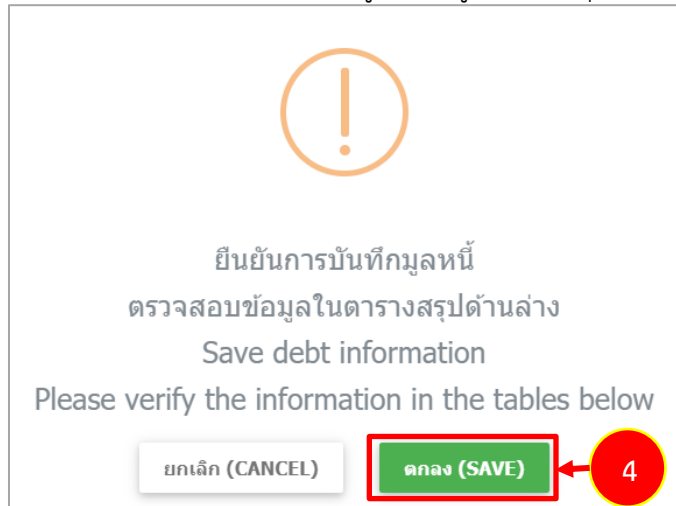 ยืนยันการบันทึกมูลหนี้
ตรวจสอบข้อมูลในตารางสรุปด้านล่าง
Save debt information
Please verify the information in the tables below
ยกเลิก (CANCEL)
ตกลง (SAVE)
4